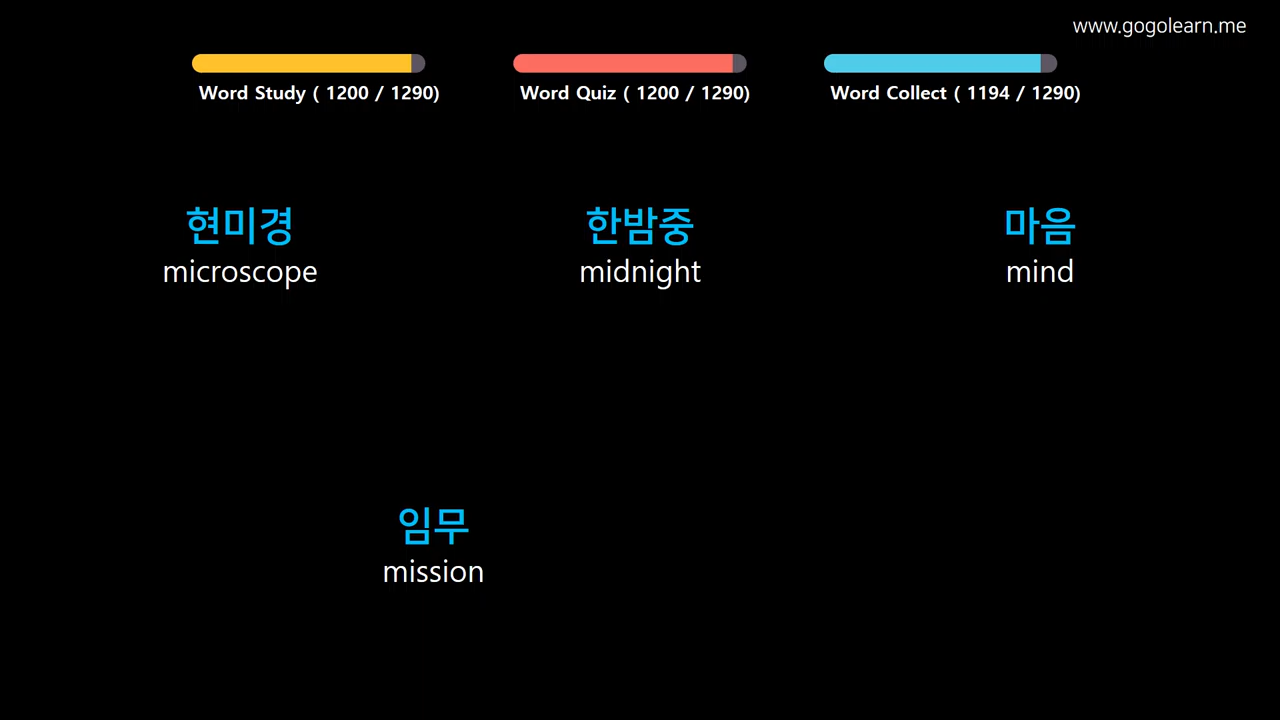 www.gogolearn.me
Word Study ( 1200 / 1290)
Word Quiz ( 1200 / 1290)
Word Collect ( 1194 / 1290)
현미경
microscope
한밤중
midnight
마음
mind
임무
mission